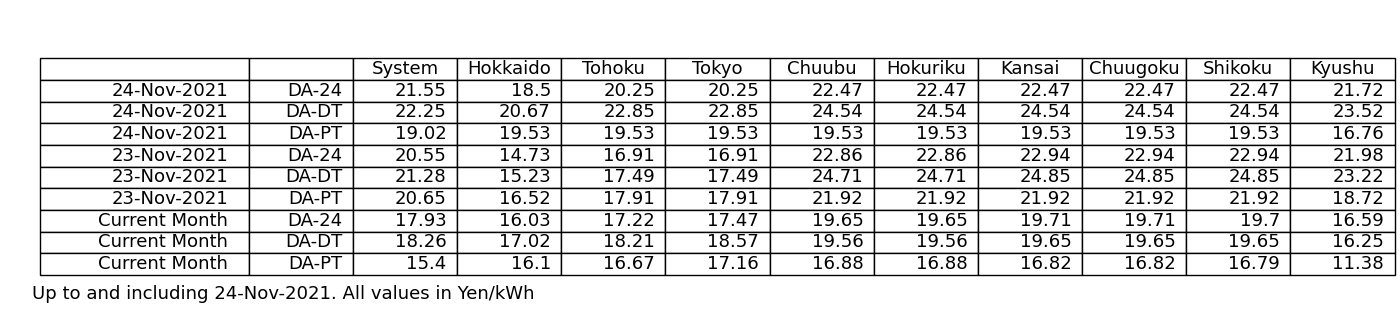 System Hokkaido Tohoku Tokyo Chuubu Hokuriku Kansai Chuugoku Shikoku Kyushu
24-Nov-2021 DA-24 21.55 18.5 20.25 20.25 22.47 22.47 22.47 22.47 22.47 21.72
24-Nov-2021 DA-DT 22.25 20.67 22.85 22.85 24.54 24.54 24.54 24.54 24.54 23.52
24-Nov-2021 DA-PT 19.02 19.53 19.53 19.53 19.53 19.53 19.53 19.53 19.53 16.76
23-Nov-2021 DA-24 20.55 14.73 16.91 16.91 22.86 22.86 22.94 22.94 22.94 21.98
23-Nov-2021 DA-DT 21.28 15.23 17.49 17.49 24.71 24.71 24.85 24.85 24.85 23.22
23-Nov-2021 DA-PT 20.65 16.52 17.91 17.91 21.92 21.92 21.92 21.92 21.92 18.72
Current Month DA-24 17.93 16.03 17.22 17.47 19.65 19.65 19.71 19.71 19.7 16.59
Current Month DA-DT 18.26 17.02 18.21 18.57 19.56 19.56 19.65 19.65 19.65 16.25
Current Month DA-PT 15.4 16.1 16.67 17.16 16.88 16.88 16.82 16.82 16.79 11.38
Up to and including 24-Nov-2021. All values in Yen/kWh